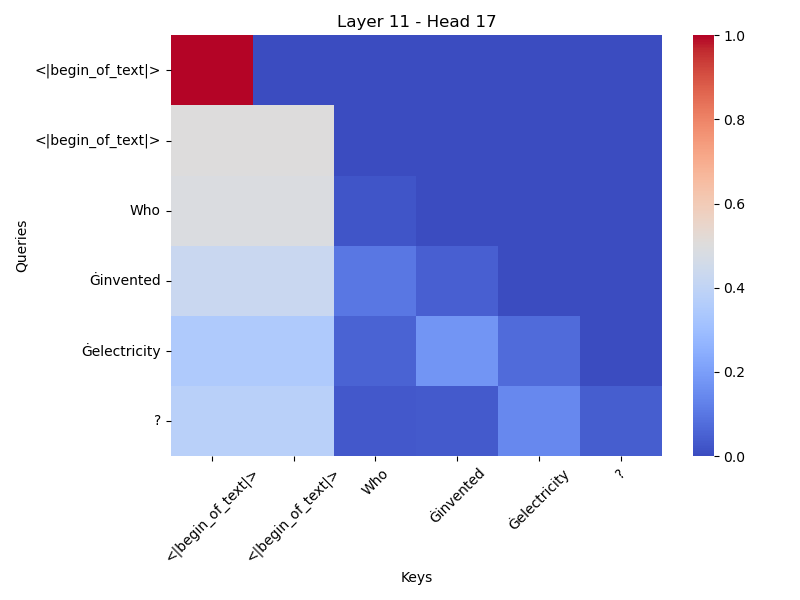 Layer 11 - Head 17
<|begin_of_text|>
<|begin_of_text|>
Who
Ġinvented
Ġelectricity
?
Queries
<|begin_of_text|>
<|begin_of_text|>
Who
Ġinvented
Ġelectricity
?
Keys
1.0
0.8
0.6
0.4
0.2
0.0